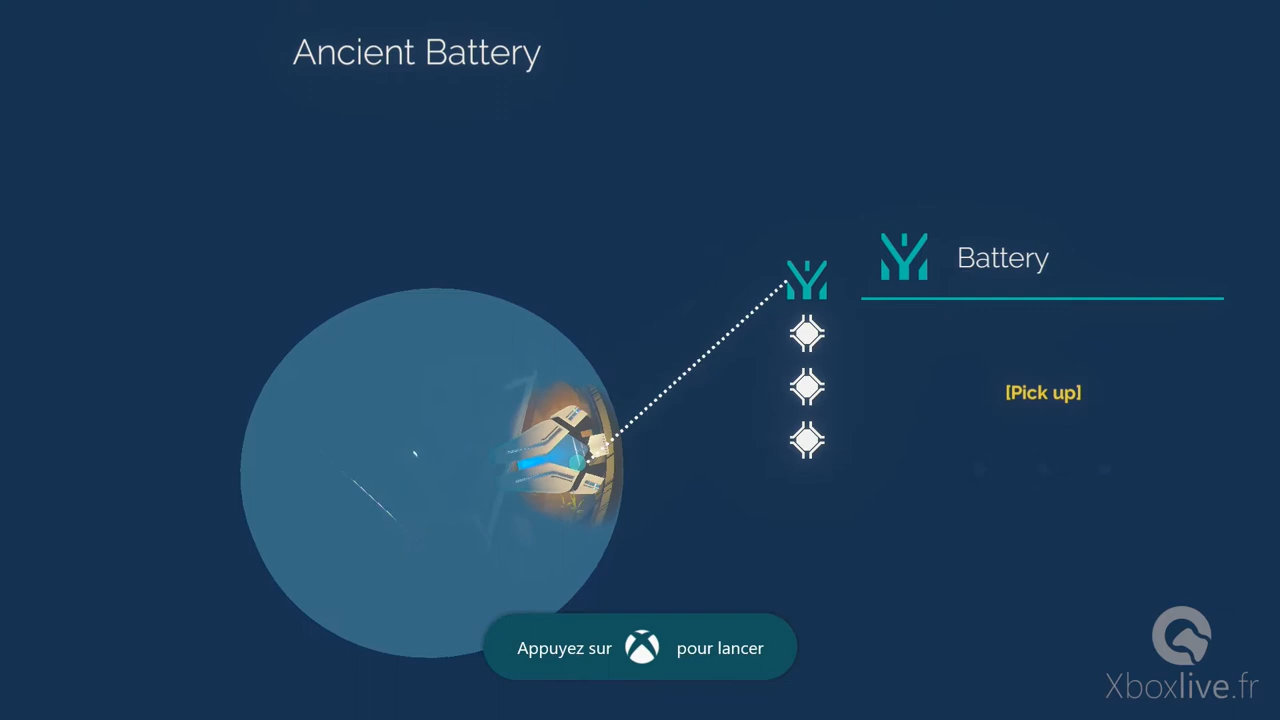 Ancient Battery
Battery
[Pick up]
Appuyez sur pour lancer
Xboxlive.fr